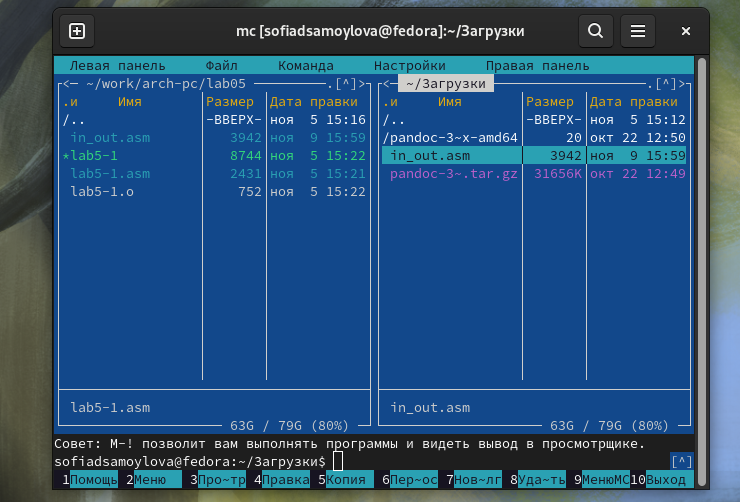 mc [sofiadsamoylova@fedora]:~/Загрузки
Левая панель Файл Команда Настройки Правая панель
<— ~/work/arch-pc/lab05 .[^]> <— ~/Загрузки .[^]>
.и Имя Размер Дата правки .и Имя Размер Дата правки
/.. -ВВЕРХ- ноя 5 15:16 /.. -ВВЕРХ- ноя 5 15:12
in_out.asm 3942 ноя 9 15:59 /pandoc-3~x-amd64 20 окт 22 12:50
*lab5-1 8744 ноя 5 15:22 in_out.asm 3942 ноя 9 15:59
lab5-1.asm 2431 ноя 5 15:21 pandoc-3~.tar.gz 31656K окт 22 12:49
lab5-1.o 752 ноя 5 15:22
lab5-1.asm in_out.asm
63G / 79G (80%) 63G / 79G (80%)
Совет: M-! позволит вам выполнять программы и видеть вывод в просмотрщике.
sofiadsamoylova@fedora:~/Загрузки$ [^]
1Помощь 2Меню 3Про~тр 4Правка 5Копия 6Пер~ос 7Нов~лг 8Уда~ть 9МенюMC 10Выход